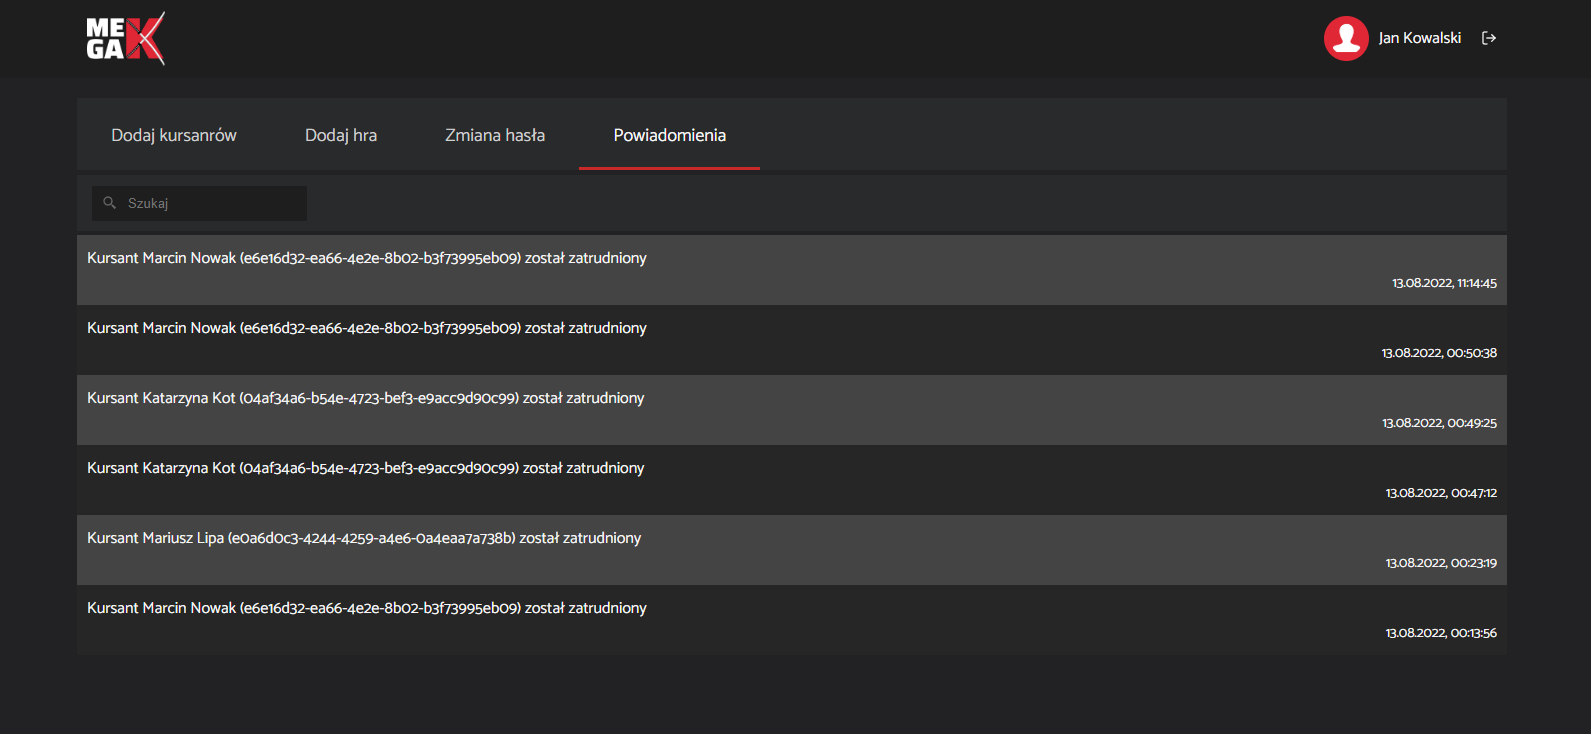 MEGAK
Jan Kowalski
Dodaj kursanrów Dodaj hra Zmiana hasła Powiadomienia
Szukaj
Kursant Marcin Nowak (e6e16d32-ea66-4e2e-8b02-b3f73995eb09) został zatrudniony
13.08.2022, 11:14:45
Kursant Marcin Nowak (e6e16d32-ea66-4e2e-8b02-b3f73995eb09) został zatrudniony
13.08.2022, 00:50:38
Kursant Katarzyna Kot (04af34a6-b54e-4723-bef3-e9acc9d90c99) został zatrudniony
13.08.2022, 00:49:25
Kursant Katarzyna Kot (04af34a6-b54e-4723-bef3-e9acc9d90c99) został zatrudniony
13.08.2022, 00:47:12
Kursant Mariusz Lipa (e0a6d0c3-4244-4259-a4e6-0a4eaa7a738b) został zatrudniony
13.08.2022, 00:23:19
Kursant Marcin Nowak (e6e16d32-ea66-4e2e-8b02-b3f73995eb09) został zatrudniony
13.08.2022, 00:13:56